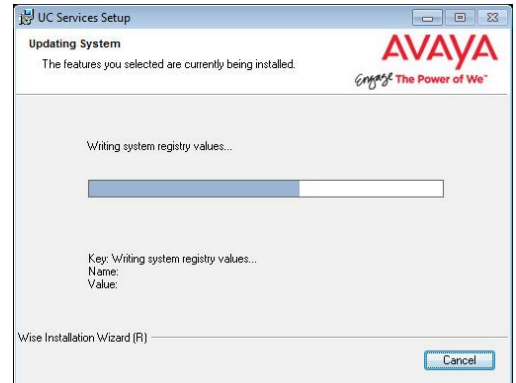 UC Services Setup
Updating System
The features you selected are currently being installed.
AVAYA
Engage The Power of We™
Writing system registry values...
Key: Writing system registry values...
Name:
Value:
Wise Installation Wizard (R)
Cancel